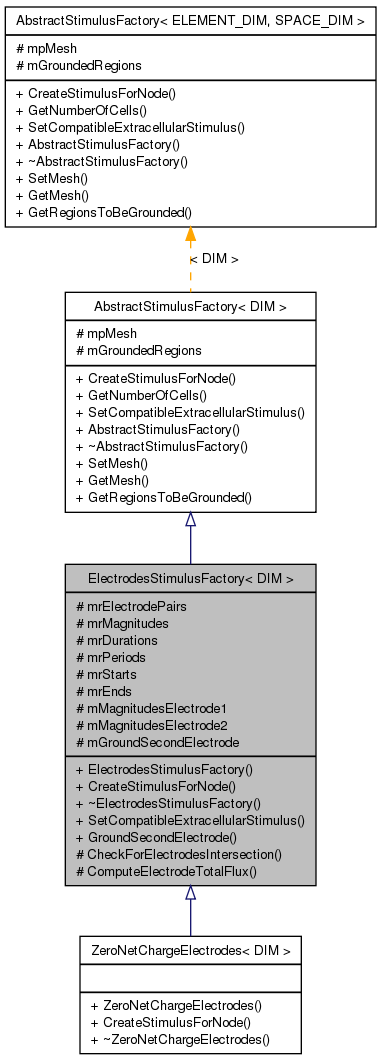 AbstractStimulusFactory< ELEMENT_DIM, SPACE_DIM >
# mpMesh
# mGroundedRegions
+ CreateStimulusForNode()
+ GetNumberOfCells()
+ SetCompatibleExtracellularStimulus()
+ AbstractStimulusFactory()
+ ~AbstractStimulusFactory()
+ SetMesh()
+ GetMesh()
+ GetRegionsToBeGrounded()
< DIM >
AbstractStimulusFactory< DIM >
# mpMesh
# mGroundedRegions
+ CreateStimulusForNode()
+ GetNumberOfCells()
+ SetCompatibleExtracellularStimulus()
+ AbstractStimulusFactory()
+ ~AbstractStimulusFactory()
+ SetMesh()
+ GetMesh()
+ GetRegionsToBeGrounded()
ElectrodesStimulusFactory< DIM >
# mrElectrodePairs
# mrMagnitudes
# mrDurations
# mrPeriods
# mrStarts
# mrEnds
# mMagnitudesElectrode1
# mMagnitudesElectrode2
# mGroundSecondElectrode
+ ElectrodesStimulusFactory()
+ CreateStimulusForNode()
+ ~ElectrodesStimulusFactory()
+ SetCompatibleExtracellularStimulus()
+ GroundSecondElectrode()
# CheckForElectrodesIntersection()
# ComputeElectrodeTotalFlux()
ZeroNetChargeElectrodes< DIM >
+ ZeroNetChargeElectrodes()
+ CreateStimulusForNode()
+ ~ZeroNetChargeElectrodes()